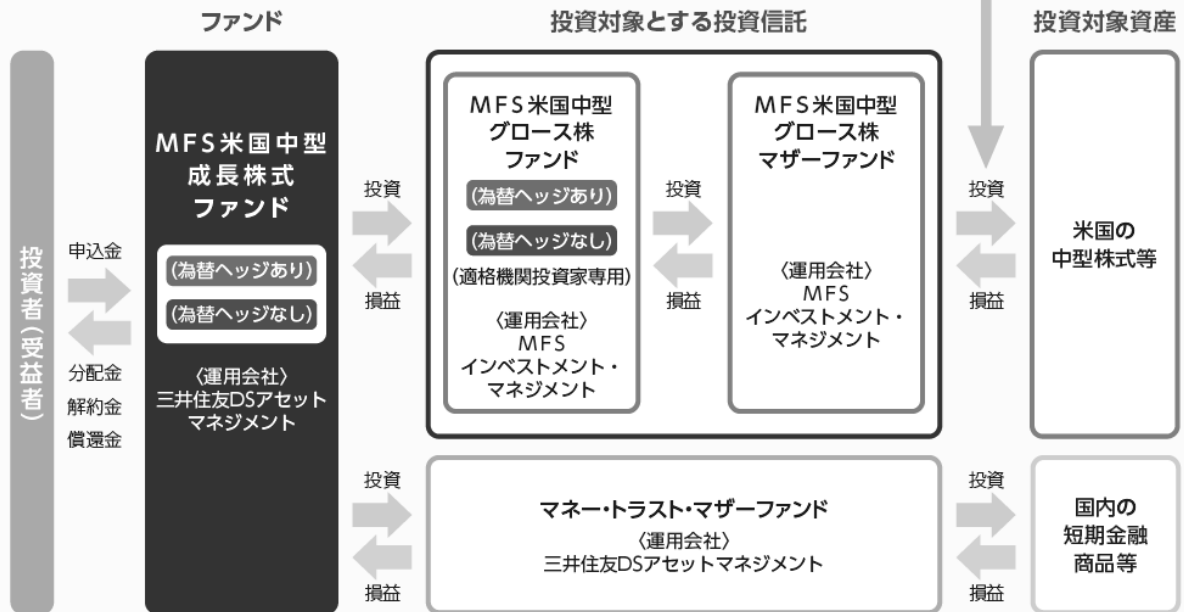 ファンド
投資対象とする投資信託
投資対象資産
投資者(受益者)
申込金
分配金
解約金
償還金
MFS米国中型
成長株式
ファンド
(為替ヘッジあり)
(為替ヘッジなし)
〈運用会社〉
三井住友DSアセット
マネジメント
投資
損益
MFS米国中型
グロース株
ファンド
(為替ヘッジあり)
(為替ヘッジなし)
(適格機関投資家専用)
〈運用会社〉
MFS
インベストメント・
マネジメント
投資
損益
MFS米国中型
グロース株
マザーファンド
〈運用会社〉
MFS
インベストメント・
マネジメント
投資
損益
米国の
中型株式等
投資
損益
マネー・トラスト・マザーファンド
〈運用会社〉
三井住友DSアセットマネジメント
投資
損益
国内の
短期金融
商品等